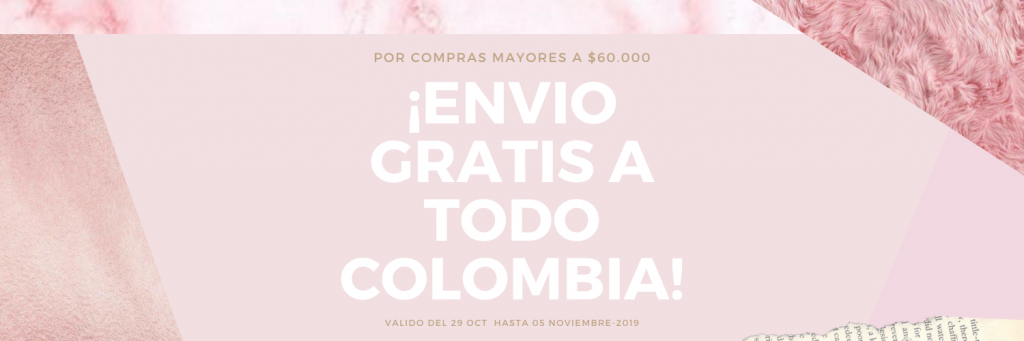 POR COMPRAS MAYORES A $60.000
¡ENVIO
GRATIS A
TODO
COLOMBIA!
VALIDO DEL 29 OCT HASTA 05 NOVIEMBRE-2019